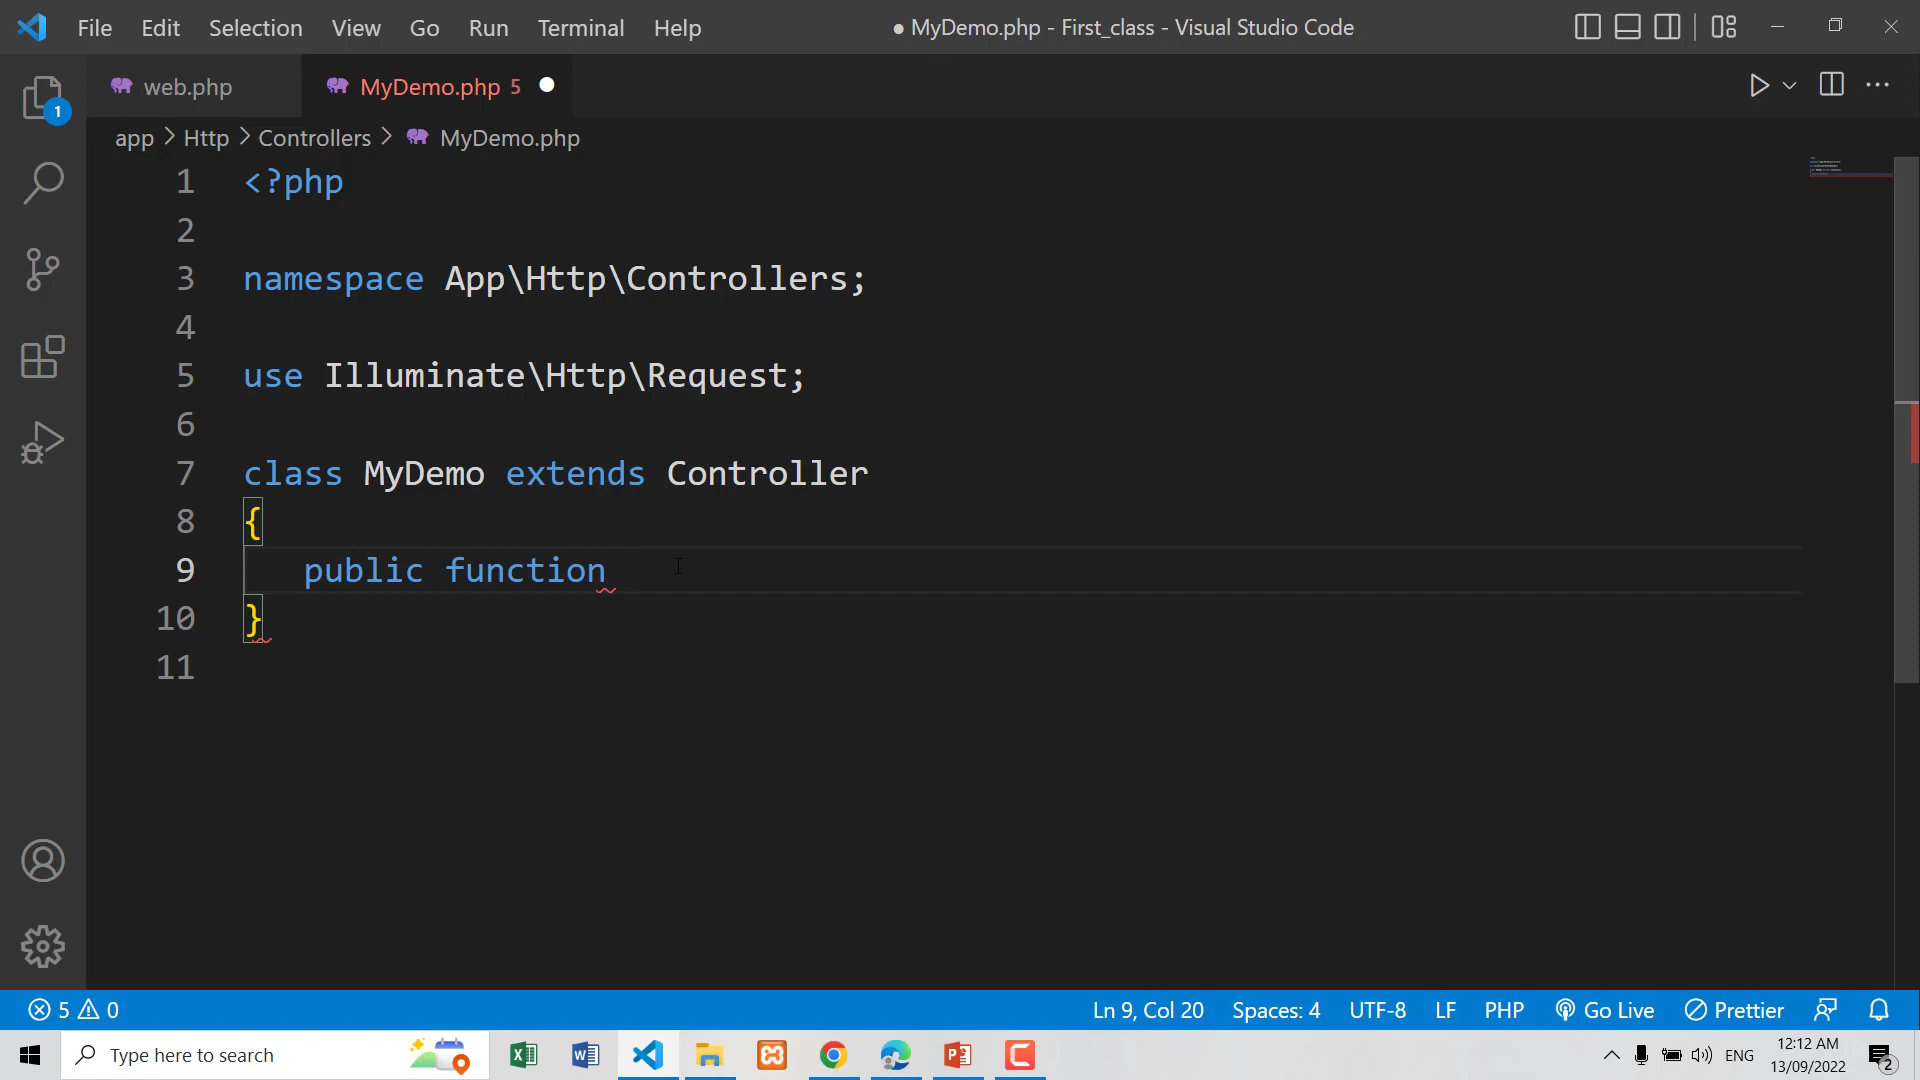 File Edit Selection View Go Run Terminal Help
● MyDemo.php - First_class - Visual Studio Code
1
web.php
MyDemo.php 5
app > Http > Controllers > MyDemo.php
1 <?php
2
3 namespace App\Http\Controllers;
4
5 use Illuminate\Http\Request;
6
7 class MyDemo extends Controller
8 {
9 public function
10 }
11
5 0
Ln 9, Col 20 Spaces: 4 UTF-8 LF PHP Go Live Prettier
Type here to search
ENG
12:12 AM
13/09/2022
2